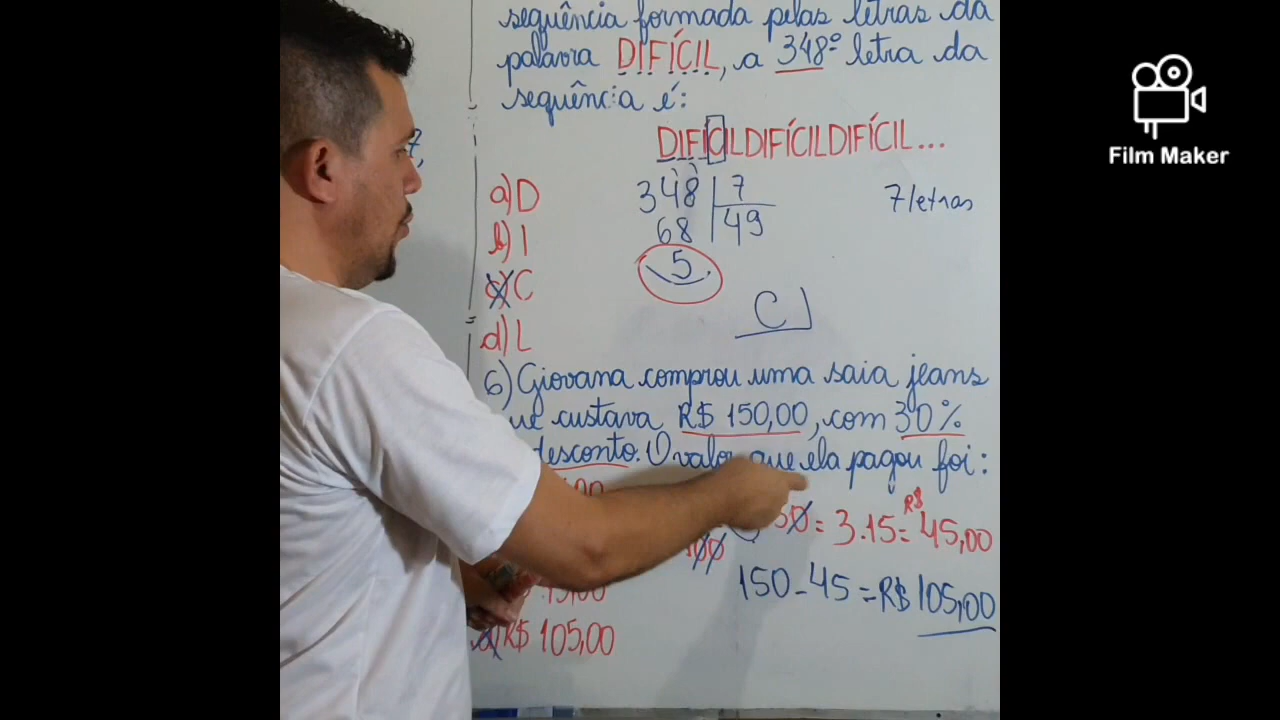 sequência formada pelas letras da
palavra DIFÍCIL, a 348º letra da
sequência é:
DIFÍCILDIFÍCILDIFÍCIL...
a) D
b) I
c) C
d) L
348 7
68 49
5
7 letras
C
6) Giovana comprou uma saia jeans
custava R$ 150,00, com 30%
desconto. O valor que ela pagou foi:
= 3.15 = R$ 45,00
100
150 - 45 = R$ 105,00
d) R$ 105,00
Film Maker